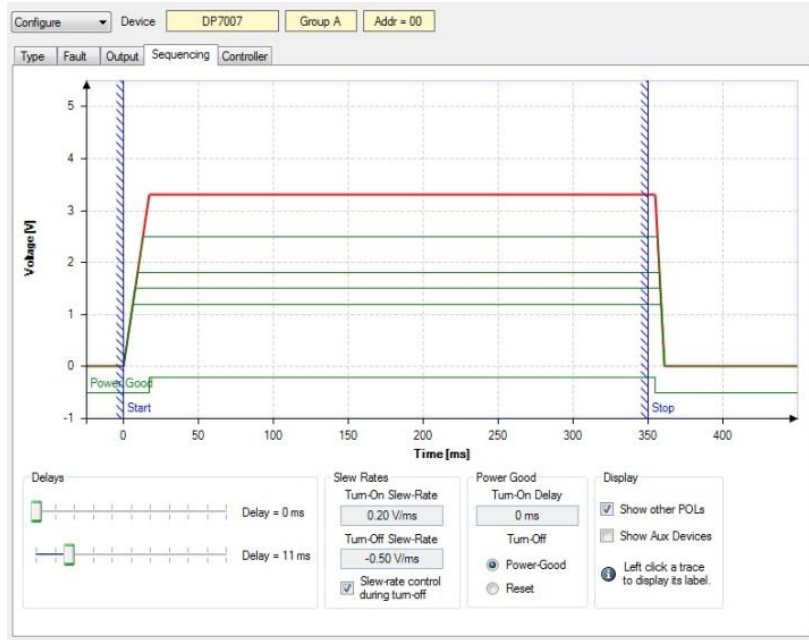 Configure Device DP7007 Group A Addr = 00
Type Fault Output Sequencing Controller
5
4
3
2
1
0
-1
Voltage [V]
Power Good
Start
Stop
0 50 100 150 200 250 300 350 400
Time [ms]
Delays
Delay = 0 ms
Delay = 11 ms
Slew Rates
Turn-On Slew-Rate
0.20 V/ms
Turn-Off Slew-Rate
-0.50 V/ms
Slew-rate control
during turn-off
Power Good
Turn-On Delay
0 ms
Turn-Off
Power-Good
Reset
Display
Show other POLs
Show Aux Devices
Left click a trace
to display its label.